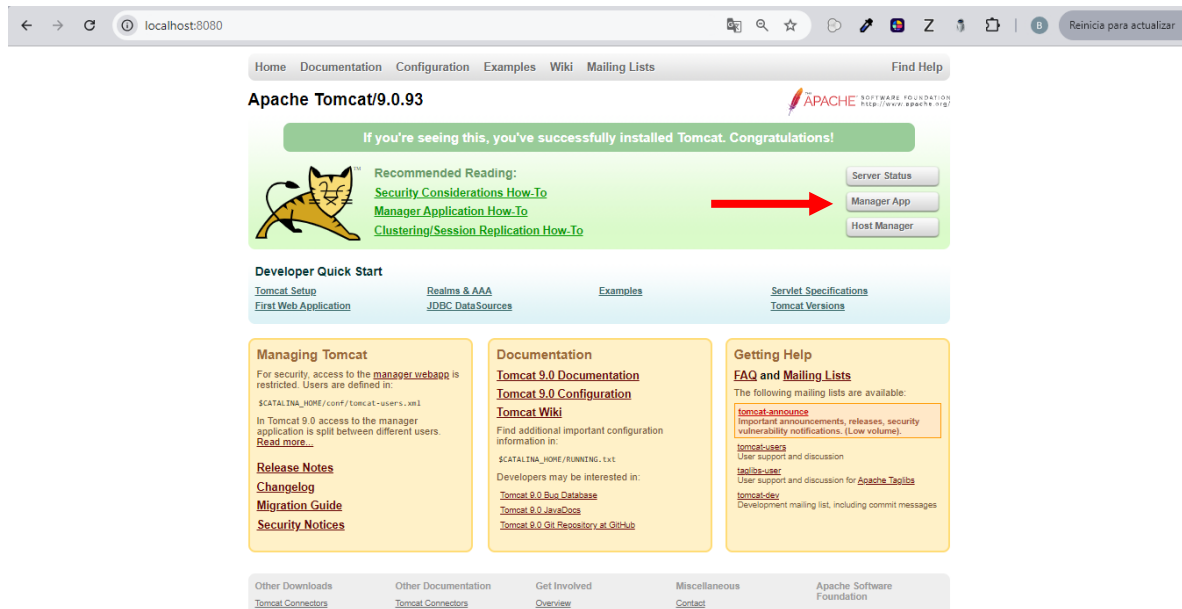 localhost:8080
B
Reinicia para actualizar
Home Documentation Configuration Examples Wiki Mailing Lists Find Help
Apache Tomcat/9.0.93
APACHE SOFTWARE FOUNDATION
http://www.apache.org/
If you're seeing this, you've successfully installed Tomcat. Congratulations!
TM
Recommended Reading:
Security Considerations How-To
Manager Application How-To
Clustering/Session Replication How-To
Server Status
Manager App
Host Manager
Developer Quick Start
Tomcat Setup
First Web Application
Realms & AAA
JDBC DataSources
Examples
Servlet Specifications
Tomcat Versions
Managing Tomcat
For security, access to the manager webapp is
restricted. Users are defined in:
$CATALINA_HOME/conf/tomcat-users.xml
In Tomcat 9.0 access to the manager
application is split between different users.
Read more...
Release Notes
Changelog
Migration Guide
Security Notices
Documentation
Tomcat 9.0 Documentation
Tomcat 9.0 Configuration
Tomcat Wiki
Find additional important configuration
information in:
$CATALINA_HOME/RUNNING.txt
Developers may be interested in:
Tomcat 9.0 Bug Database
Tomcat 9.0 JavaDocs
Tomcat 9.0 Git Repository at GitHub
Getting Help
FAQ and Mailing Lists
The following mailing lists are available:
tomcat-announce
Important announcements, releases, security
vulnerability notifications. (Low volume).
tomcat-users
User support and discussion
taglibs-user
User support and discussion for Apache Taglibs
tomcat-dev
Development mailing list, including commit messages
Other Downloads
Tomcat Connectors
Other Documentation
Tomcat Connectors
Get Involved
Overview
Miscellaneous
Contact
Apache Software
Foundation